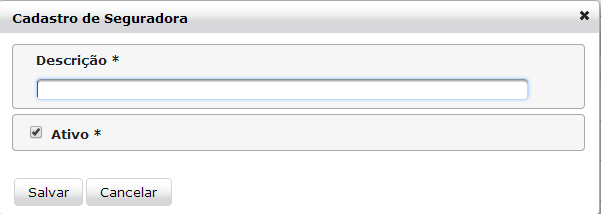 Cadastro de Seguradora
Descrição *
Ativo *
Salvar Cancelar